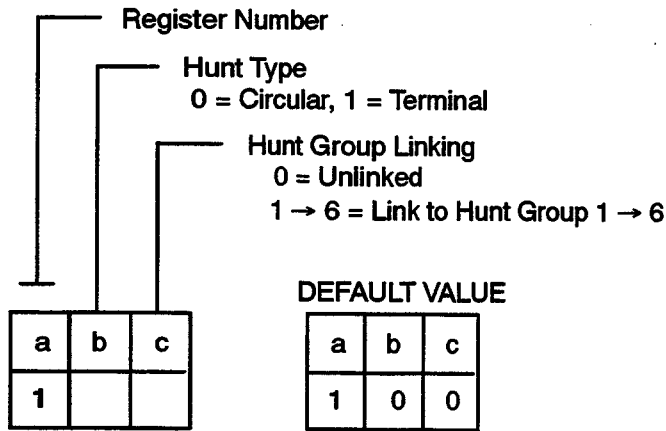 Register Number
Hunt Type
0 = Circular, 1 = Terminal
Hunt Group Linking
0 = Unlinked
1 → 6 = Link to Hunt Group 1 → 6
DEFAULT VALUE
a b c
1
a b c
1 0 0